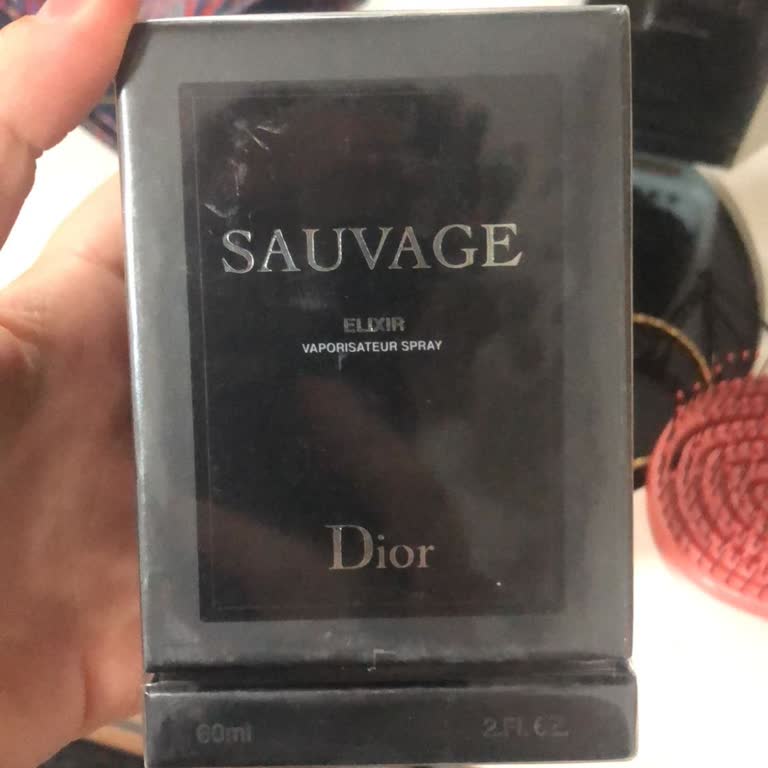 SAUVAGE
ELIXIR
VAPORISATEUR SPRAY
Dior
60ml 2.FL. OZ.